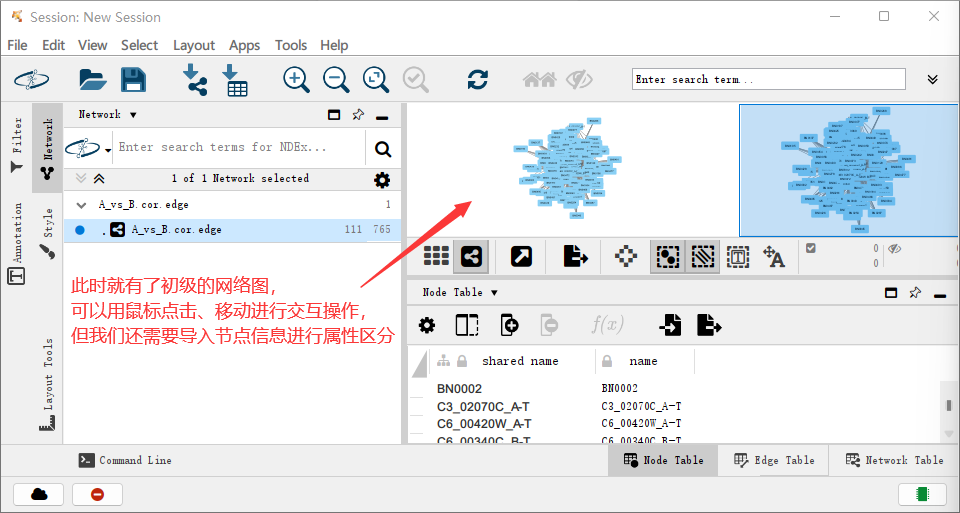 Session: New Session
File Edit View Select Layout Apps Tools Help
Enter search term...
Filter
Annotation
Network
Style
Layout Tools
Network
Enter search terms for NDEx...
1 of 1 Network selected
A_vs_B.cor.edge 1
A_vs_B.cor.edge 111 765
此时就有了初级的网络图，
可以用鼠标点击、移动进行交互操作，
但我们还需要导入节点信息进行属性区分
0
0
Node Table
f(x)
shared name name
BN0002 BN0002
C3_02070C_A-T C3_02070C_A-T
C6_00420W_A-T C6_00420W_A-T
C6_00340C_B-T C6_00340C_B-T
Command Line
Node Table Edge Table Network Table